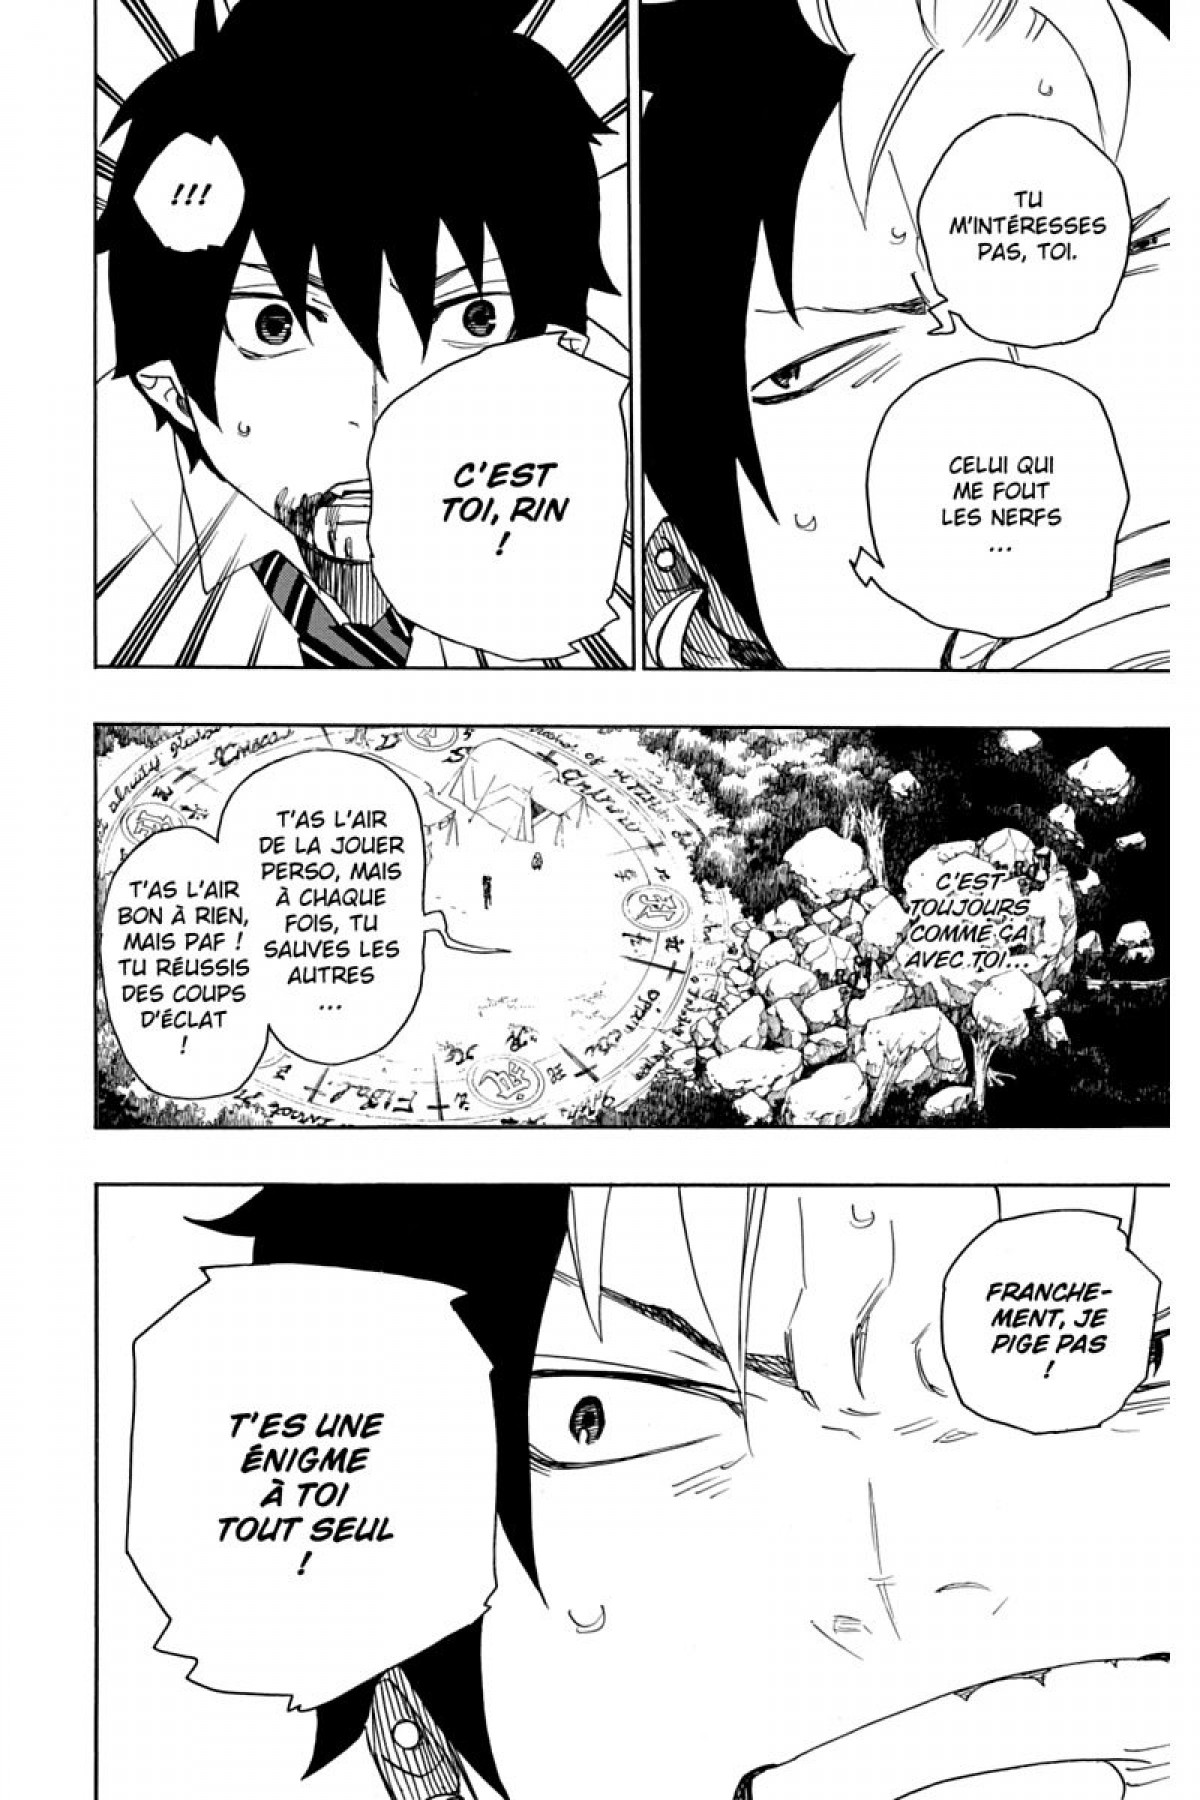 TU
M'INTÉRESSES
PAS, TOI.
CELUI QUI
ME FOUT
LES NERFS
...
!!!
C'EST
TOI, RIN
!
C'EST
TOUJOURS
COMME ÇA
AVEC TOI...
T'AS L'AIR
DE LA JOUER
PERSO, MAIS
À CHAQUE
FOIS, TU
SAUVES LES
AUTRES
...
T'AS L'AIR
BON À RIEN,
MAIS PAF !
TU RÉUSSIS
DES COUPS
D'ÉCLAT
!
FRANCHE-
MENT, JE
PIGE PAS
!
T'ES UNE
ÉNIGME
À TOI
TOUT SEUL
!